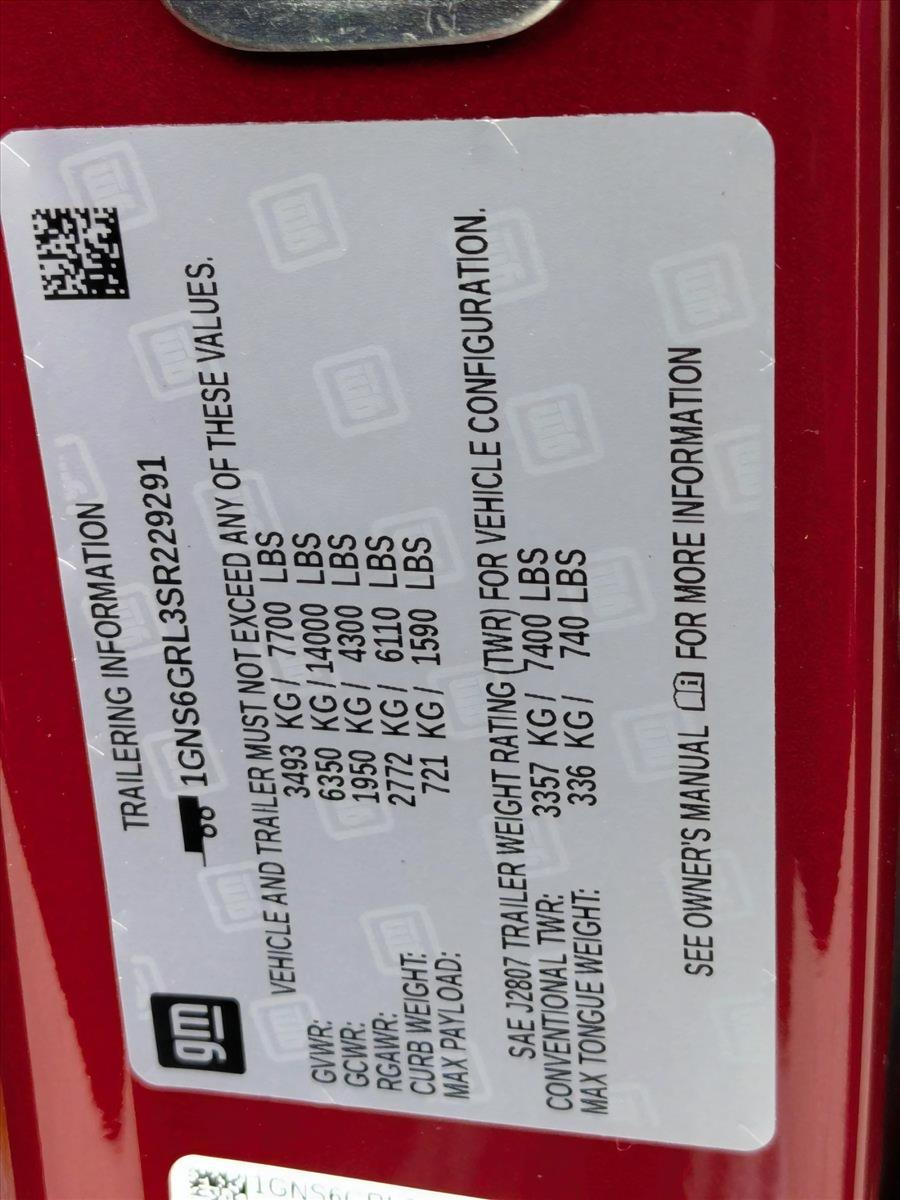 gm
TRAILERING INFORMATION
1GNS6GRL3SR229291
VEHICLE AND TRAILER MUST NOT EXCEED ANY OF THESE VALUES.
GVWR: 3493 KG / 7700 LBS
GCWR: 6350 KG / 14000 LBS
RGAWR: 1950 KG / 4300 LBS
CURB WEIGHT: 2772 KG / 6110 LBS
MAX PAYLOAD: 721 KG / 1590 LBS
SAE J2807 TRAILER WEIGHT RATING (TWR) FOR VEHICLE CONFIGURATION.
CONVENTIONAL TWR: 3357 KG / 7400 LBS
MAX TONGUE WEIGHT: 336 KG / 740 LBS
SEE OWNER'S MANUAL FOR MORE INFORMATION